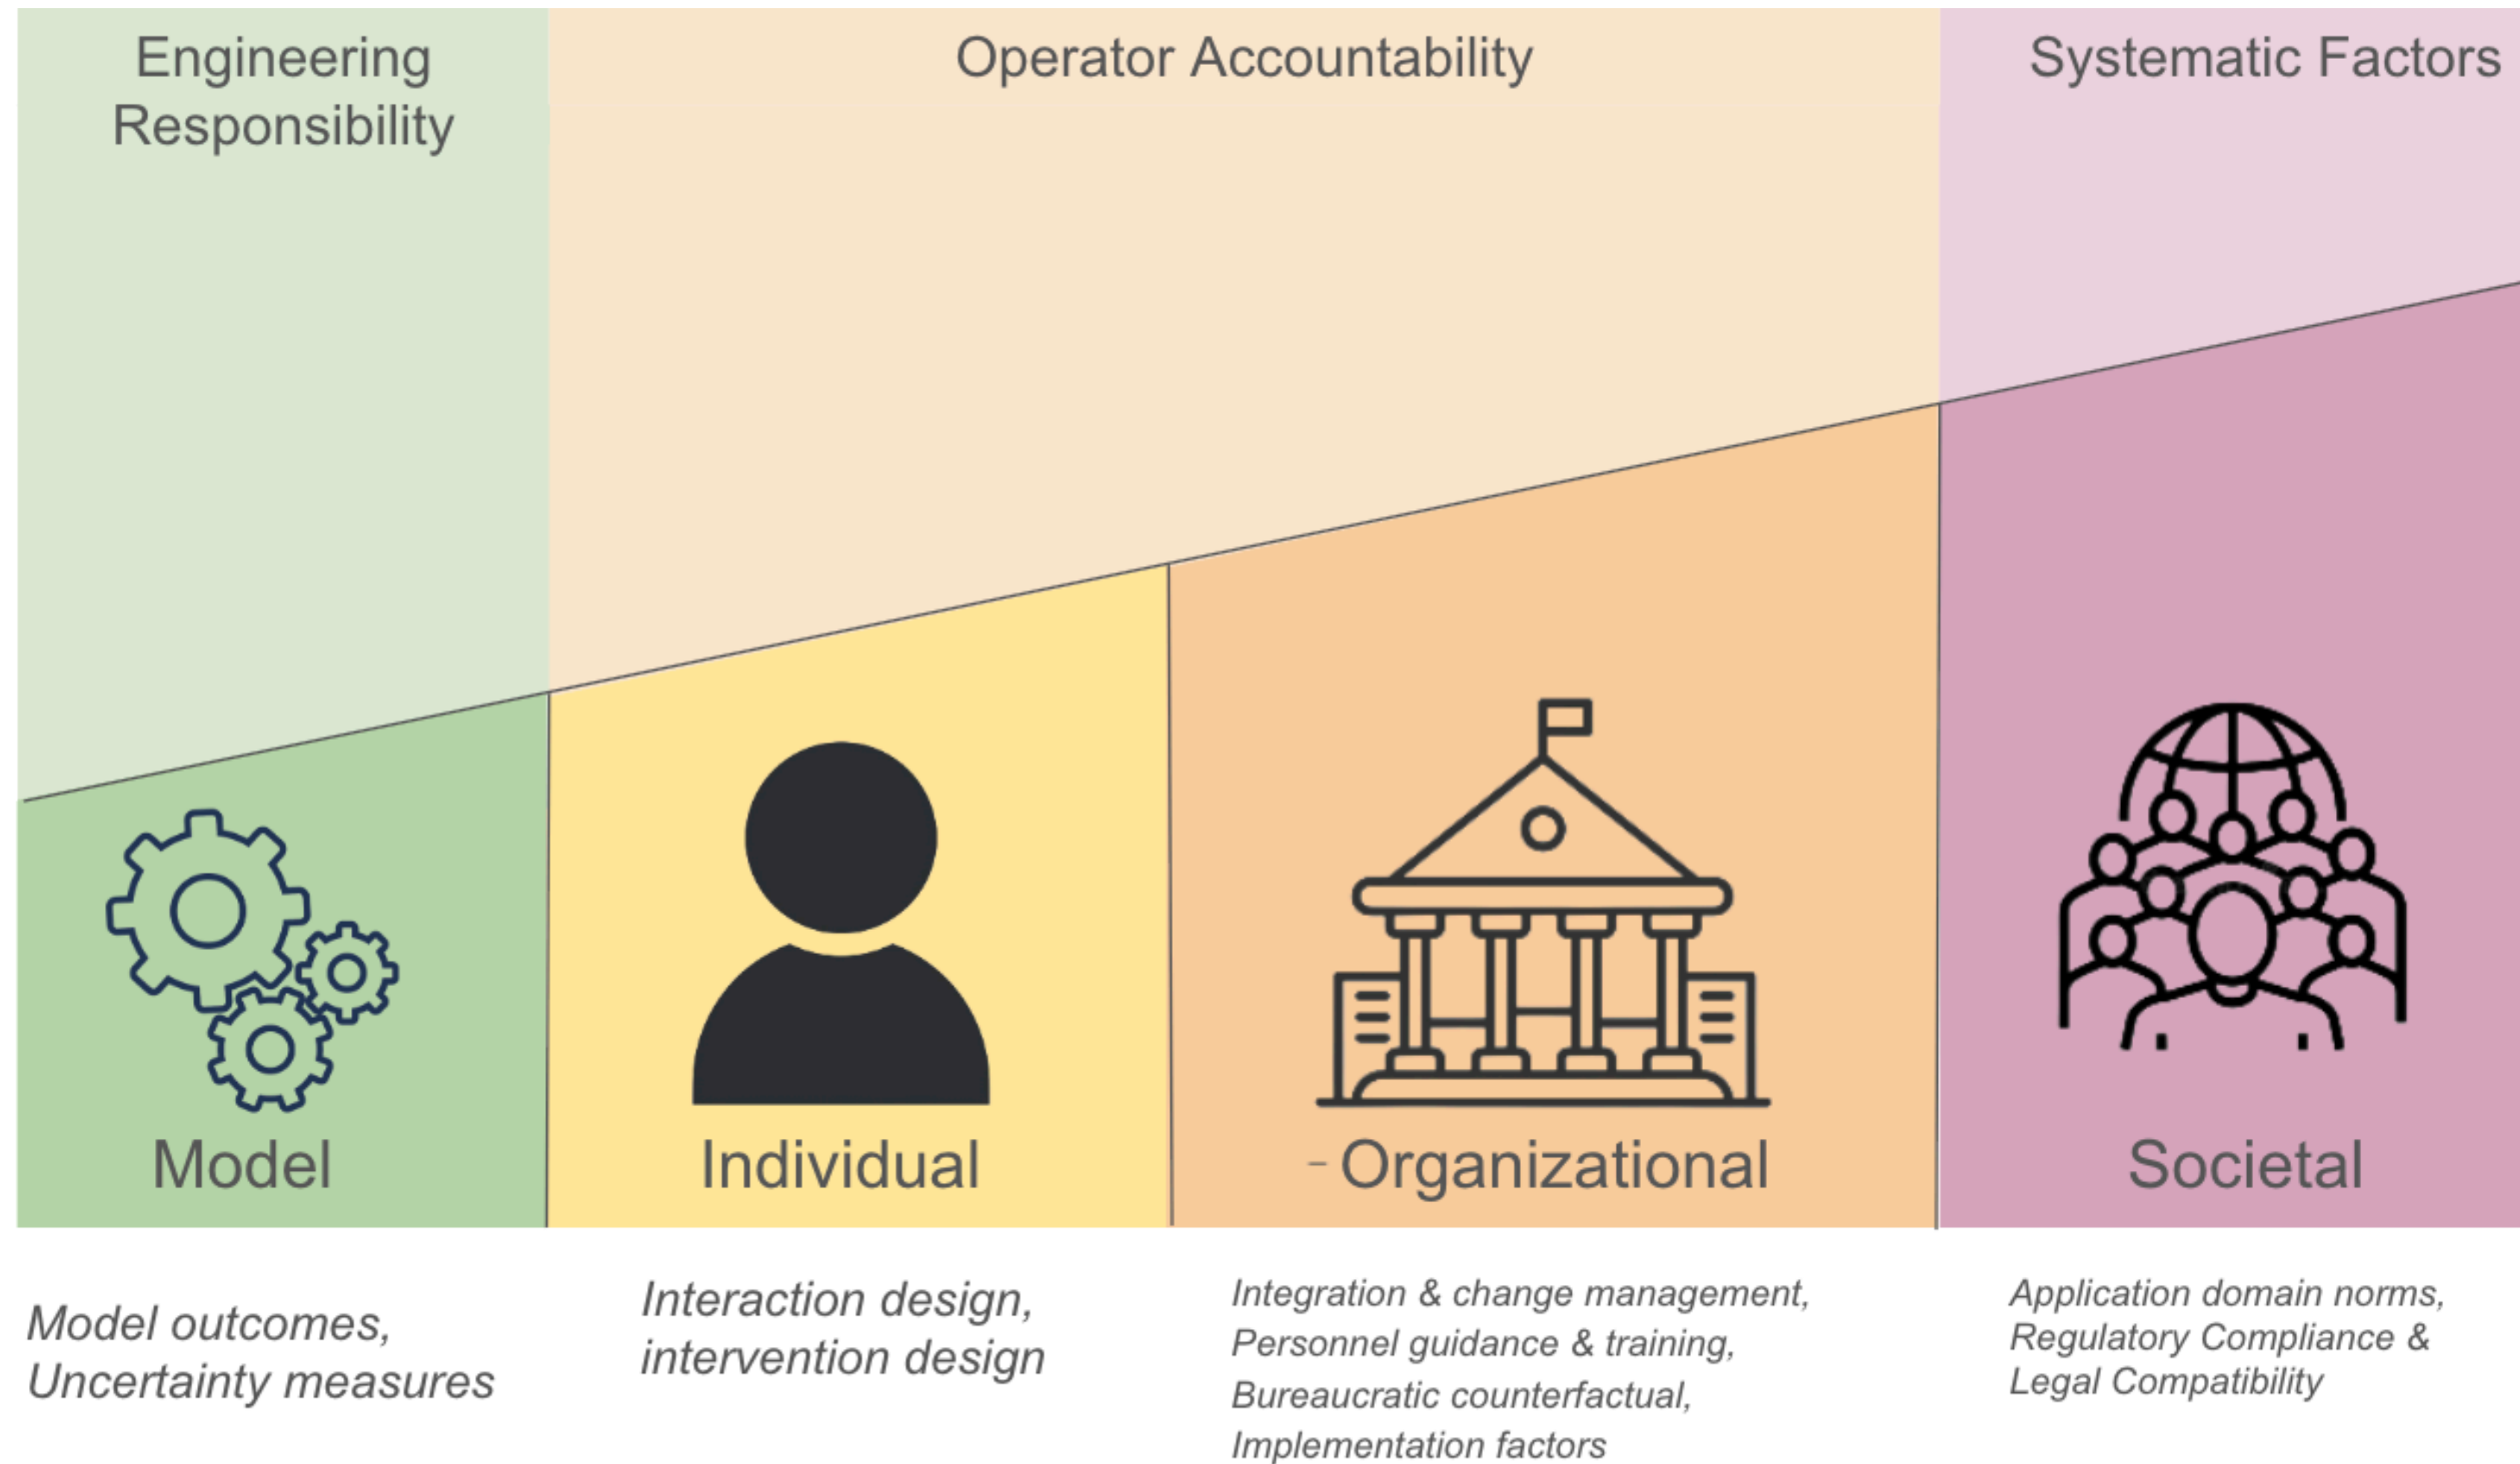 Engineering
Responsibility
Operator Accountability
Systematic Factors
Model
Individual
- Organizational
Societal
Model outcomes,
Uncertainty measures
Interaction design,
intervention design
Integration & change management,
Personnel guidance & training,
Bureaucratic counterfactual,
Implementation factors
Application domain norms,
Regulatory Compliance &
Legal Compatibility